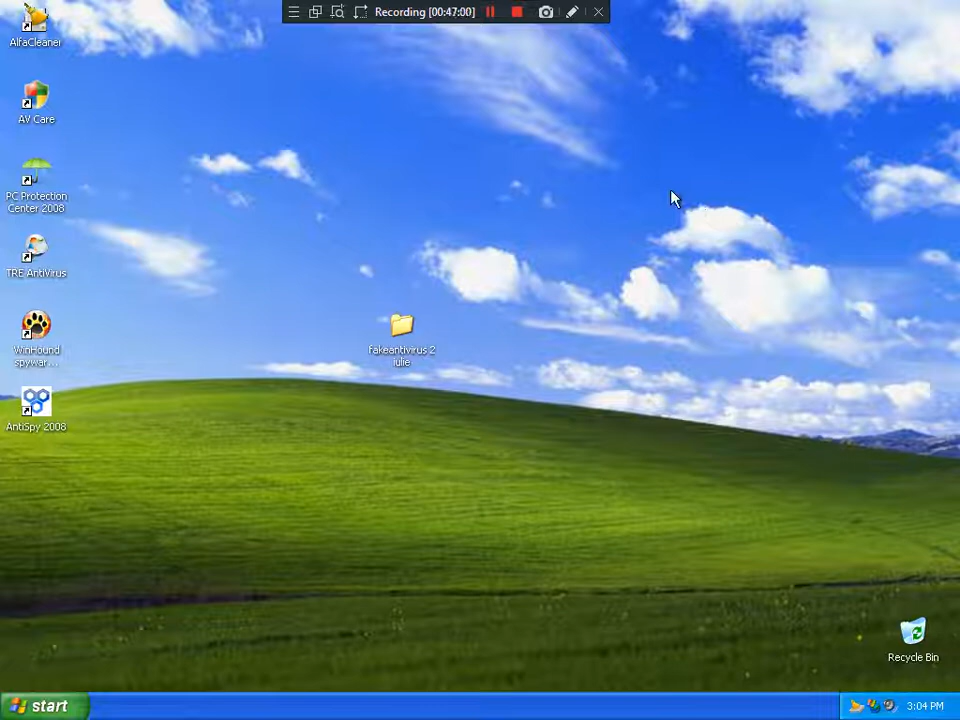 Recording [00:47:00]
AlfaCleaner
AV Care
PC Protection
Center 2008
TRE AntiVirus
WinHound
spywar...
AntiSpy 2008
fakeantivirus 2
iulie
Recycle Bin
start
3:04 PM